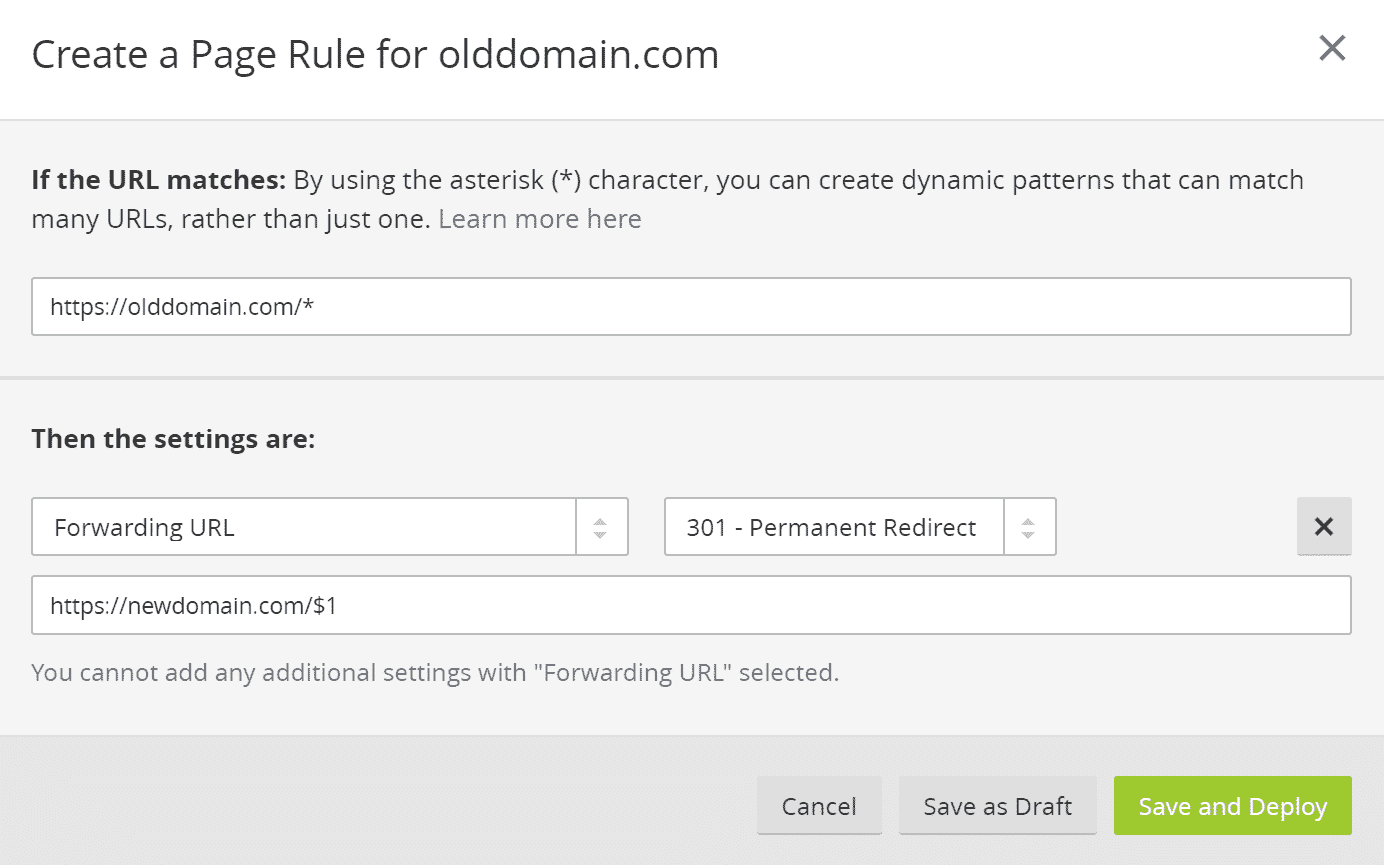 Create a Page Rule for olddomain.com
If the URL matches: By using the asterisk (*) character, you can create dynamic patterns that can match
many URLs, rather than just one. Learn more here
https://olddomain.com/*
Then the settings are:
Forwarding URL
301 - Permanent Redirect
https://newdomain.com/$1
You cannot add any additional settings with "Forwarding URL" selected.
Cancel
Save as Draft
Save and Deploy